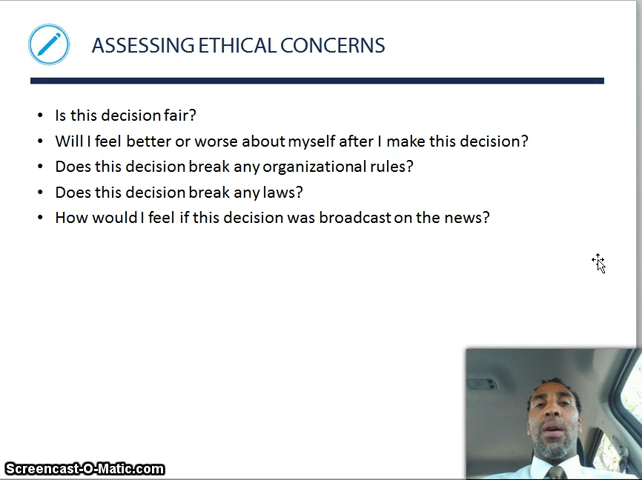 ASSESSING ETHICAL CONCERNS
• Is this decision fair?
• Will I feel better or worse about myself after I make this decision?
• Does this decision break any organizational rules?
• Does this decision break any laws?
• How would I feel if this decision was broadcast on the news?
Screencast-O-Matic.com